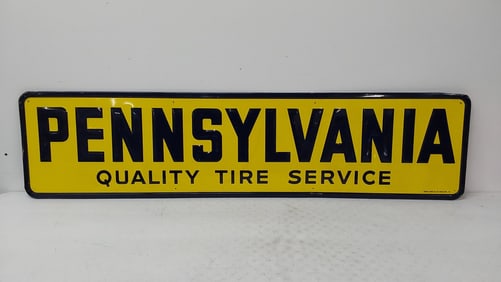 PENNSYLVANIA
QUALITY TIRE SERVICE